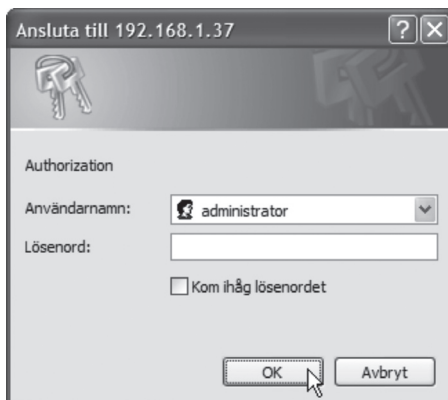 Ansluta till 192.168.1.37
Authorization
Användarnamn: administrator
Lösenord:
Kom ihåg lösenordet
OK Avbryt